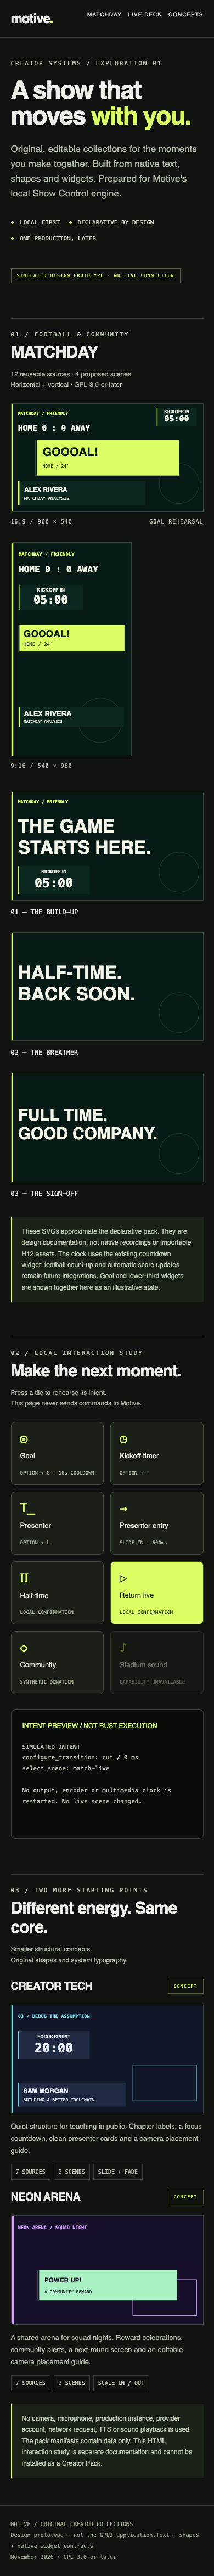 motive.
MATCHDAY LIVE DECK CONCEPTS
CREATOR SYSTEMS / EXPLORATION 01
A show that
moves with you.
Original, editable collections for the moments
you make together. Built from native text,
shapes and widgets. Prepared for Motive's
local Show Control engine.
+ LOCAL FIRST + DECLARATIVE BY DESIGN
+ ONE PRODUCTION, LATER
SIMULATED DESIGN PROTOTYPE · NO LIVE CONNECTION
01 / FOOTBALL & COMMUNITY
MATCHDAY
12 reusable sources · 4 proposed scenes
Horizontal + vertical · GPL-3.0-or-later
MATCHDAY / FRIENDLY
KICKOFF IN
05:00
HOME 0 : 0 AWAY
GOOOAL!
HOME / 24'
ALEX RIVERA
MATCHDAY ANALYSIS
16:9 / 960 × 540 GOAL REHEARSAL
MATCHDAY / FRIENDLY
HOME 0 : 0 AWAY
KICKOFF IN
05:00
GOOOAL!
HOME / 24'
ALEX RIVERA
MATCHDAY ANALYSIS
9:16 / 540 × 960
MATCHDAY / FRIENDLY
THE GAME
STARTS HERE.
KICKOFF IN
05:00
01 — THE BUILD-UP
HALF-TIME.
BACK SOON.
02 — THE BREATHER
FULL TIME.
GOOD COMPANY.
03 — THE SIGN-OFF
These SVGs approximate the declarative pack. They are
design documentation, not native recordings or importable
H12 assets. The clock uses the existing countdown
widget; football count-up and automatic score updates
remain future integrations. Goal and lower-third widgets
are shown together here as an illustrative state.
02 / LOCAL INTERACTION STUDY
Make the next moment.
Press a tile to rehearse its intent.
This page never sends commands to Motive.
◎
Goal
OPTION + G · 10s COOLDOWN
◷
Kickoff timer
OPTION + T
T_
Presenter
OPTION + L
→
Presenter entry
SLIDE IN · 600ms
II
Half-time
LOCAL CONFIRMATION
▷
Return live
LOCAL CONFIRMATION
◇
Community
SYNTHETIC DONATION
♪
Stadium sound
CAPABILITY UNAVAILABLE
INTENT PREVIEW / NOT RUST EXECUTION
SIMULATED INTENT
configure_transition: cut / 0 ms
select_scene: match-live
No output, encoder or multimedia clock is
restarted. No live scene changed.
03 / TWO MORE STARTING POINTS
Different energy. Same
core.
Smaller structural concepts.
Original shapes and system typography.
CREATOR TECH
CONCEPT
03 / DEBUG THE ASSUMPTION
FOCUS SPRINT
20:00
SAM MORGAN
BUILDING A BETTER TOOLCHAIN
Quiet structure for teaching in public. Chapter labels, a focus
countdown, clean presenter cards and a camera placement
guide.
7 SOURCES 2 SCENES SLIDE + FADE
NEON ARENA
CONCEPT
NEON ARENA / SQUAD NIGHT
POWER UP!
A COMMUNITY REWARD
A shared arena for squad nights. Reward celebrations,
community alerts, a next-round screen and an editable
camera placement guide.
7 SOURCES 2 SCENES SCALE IN / OUT
No camera, microphone, production instance, provider
account, network request, TTS or sound playback is used.
The pack manifests contain data only. This HTML
interaction study is separate documentation and cannot be
installed as a Creator Pack.
MOTIVE / ORIGINAL CREATOR COLLECTIONS
Design prototype — not the GPUI application.Text + shapes
+ native widget contracts
November 2026 · GPL-3.0-or-later